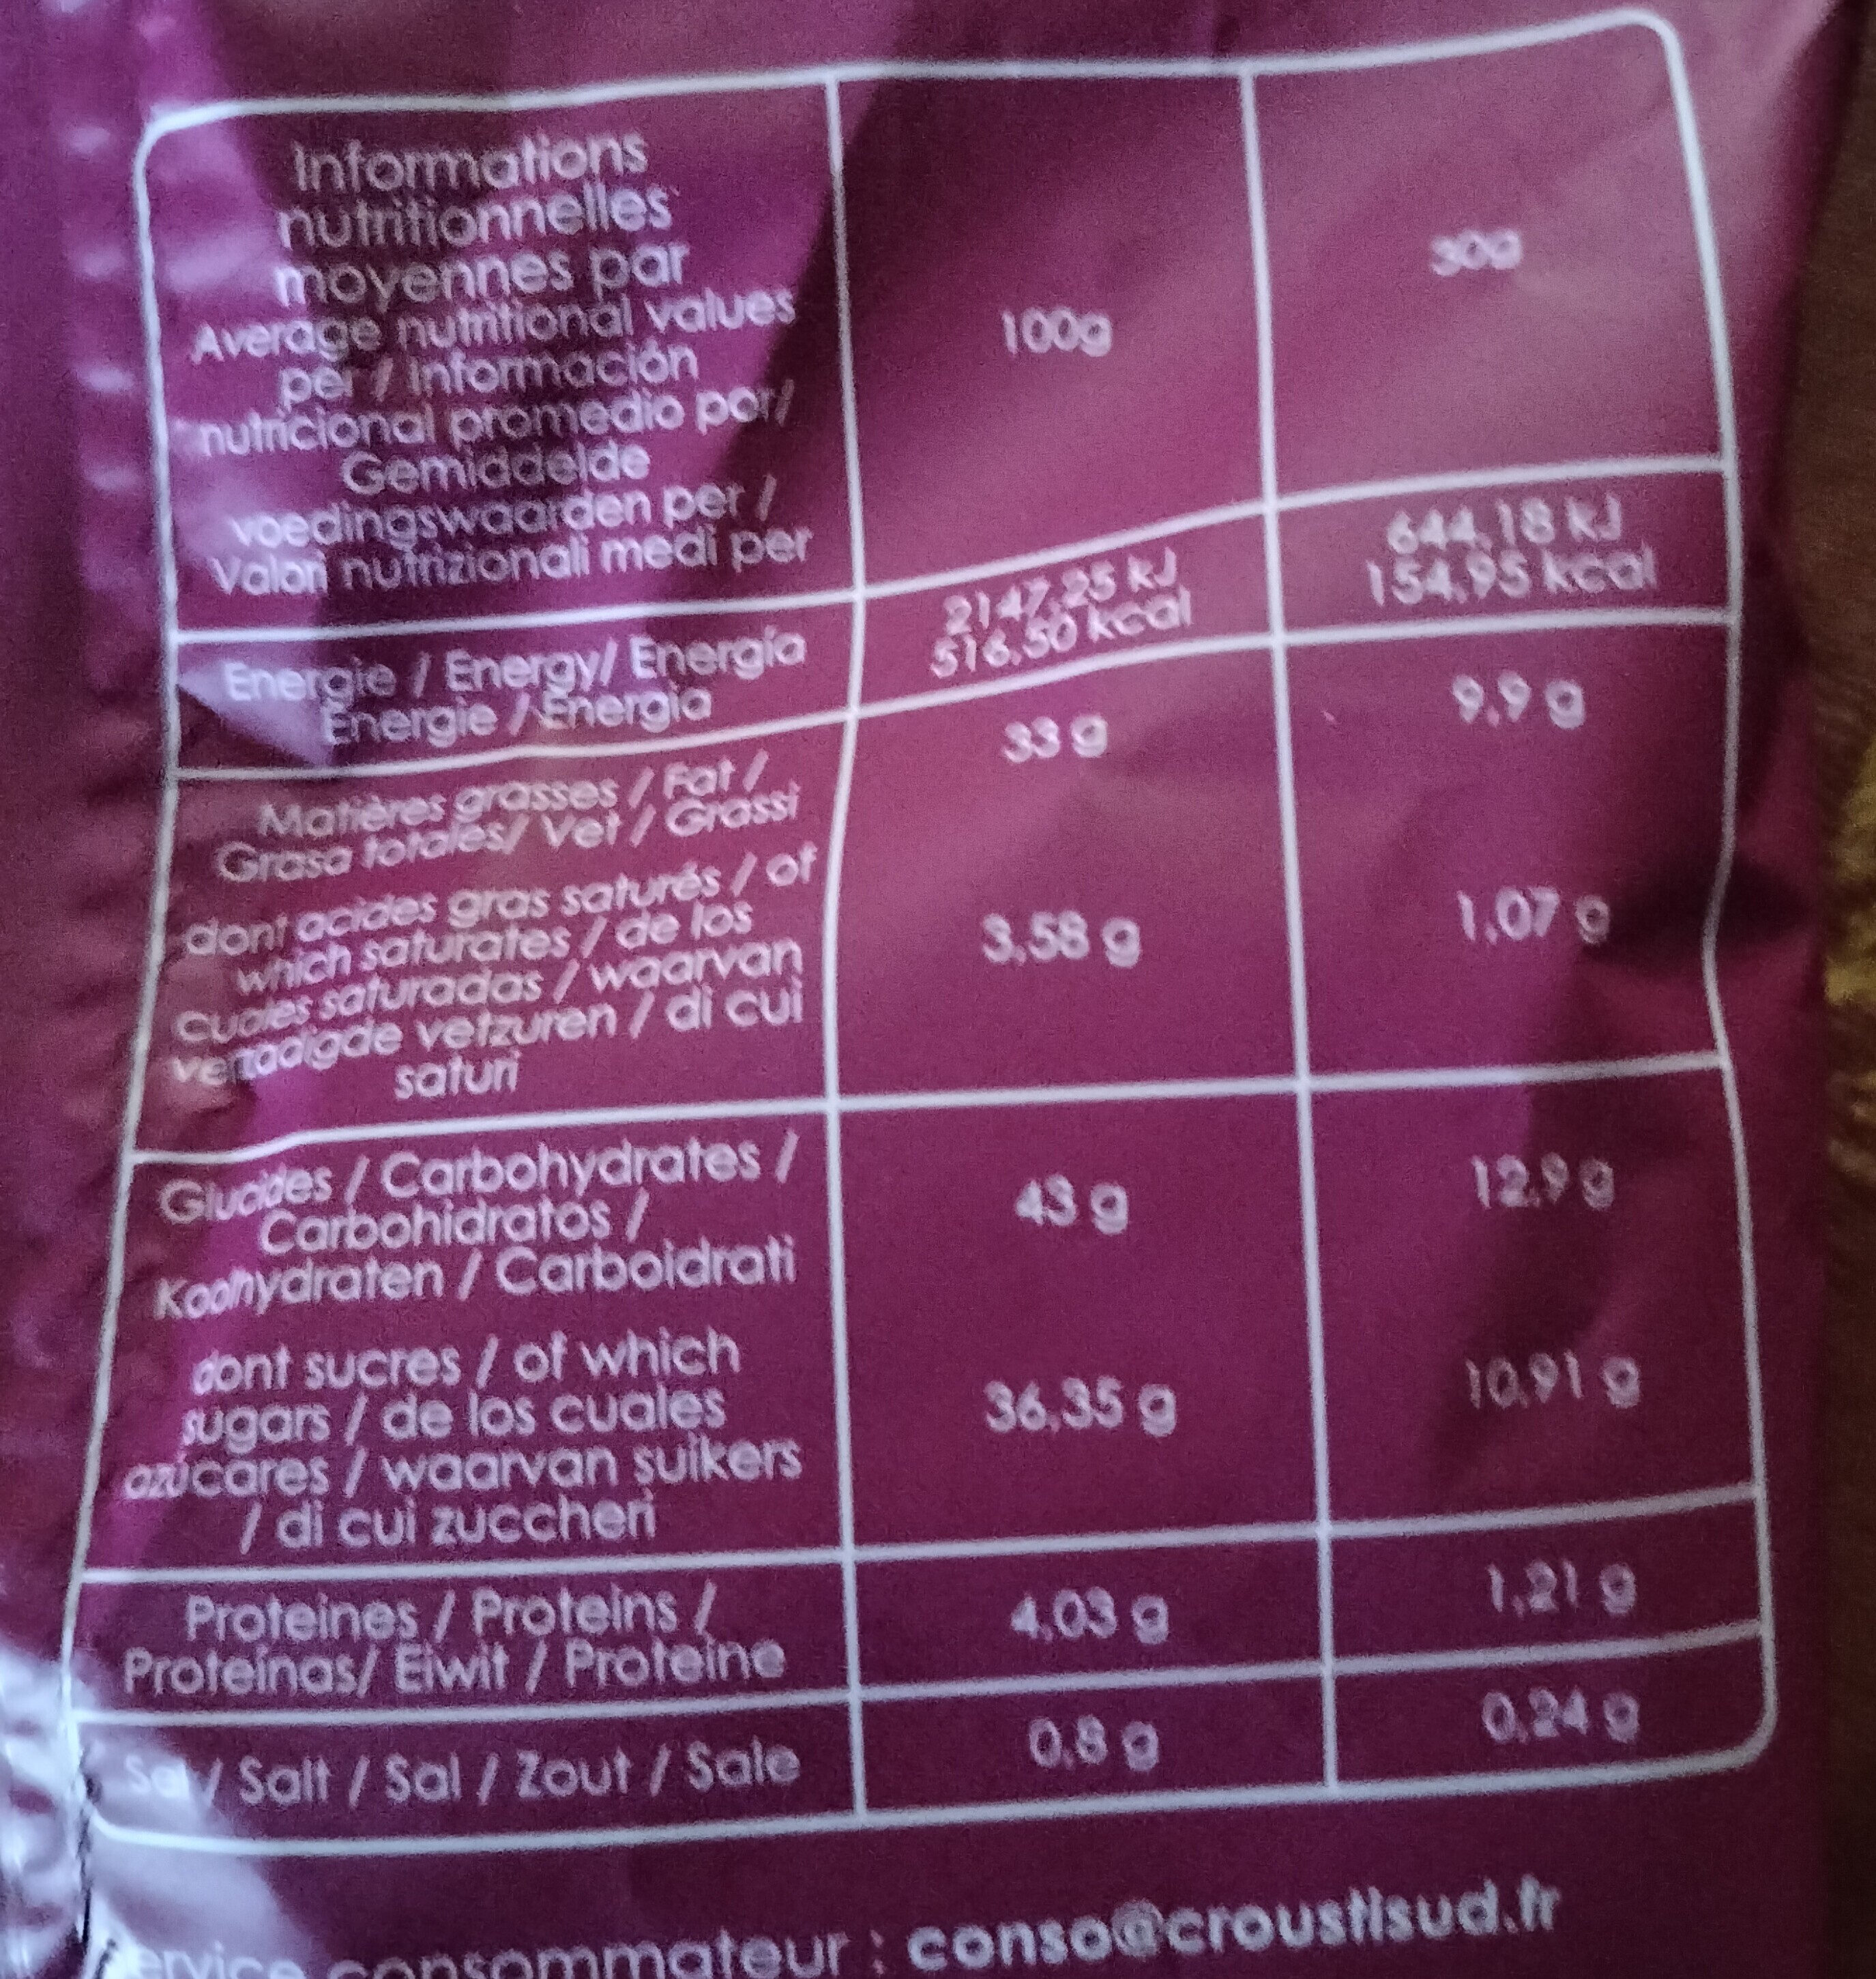 Informations
nutritionnelles
moyennes par
Average nutritional values
per / Información
nutricional promedio por/
Gemiddelde
voedingswaarden per /
Valori nutrizionali medi per
100g
30g
Energie / Energy/ Energía
Energie / Energia
2147,25 kJ
516,50 kcal
644,18 kJ
154,95 kcal
Matières grasses / Fat /
Grasa totales/ Vet / Grassi
33 g
9,9 g
dont acides gras saturés / of
which saturates / de los
cuales saturadas / waarvan
verzadigde vetzuren / di cui
saturi
3,58 g
1,07 g
Glucides / Carbohydrates /
Carbohidratos /
Koohydraten / Carboidrati
43 g
12,9 g
dont sucres / of which
sugars / de los cuales
azúcares / waarvan suikers
/ di cui zuccheri
36,35 g
10,91 g
Proteines / Proteins /
Proteínas/ Eiwit / Proteine
4,03 g
1,21 g
Sel / Salt / Sal / Zout / Sale
0,8 g
0,24 g
Service consommateur : conso@croustisud.fr